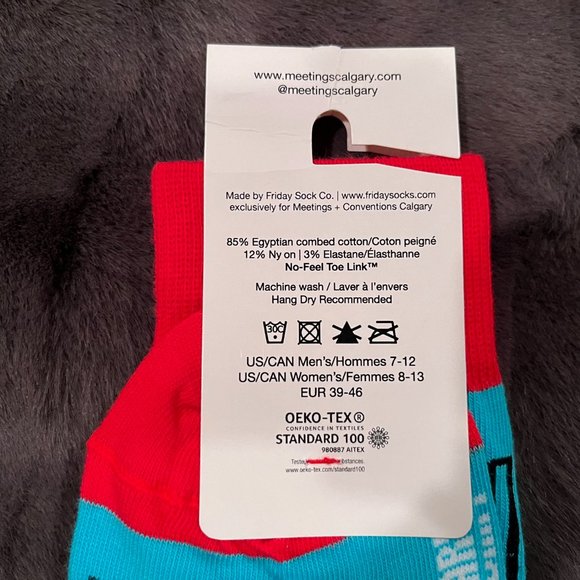 www.meetingscalgary.com
@meetingscalgary
Made by Friday Sock Co. | www.fridaysocks.com
exclusively for Meetings + Conventions Calgary
85% Egyptian combed cotton/Coton peigné
12% Ny on | 3% Elastane/Élasthanne
No-Feel Toe Link™
Machine wash / Laver à l'envers
Hang Dry Recommended
30C
US/CAN Men's/Hommes 7-12
US/CAN Women's/Femmes 8-13
EUR 39-46
OEKO-TEX®
CONFIDENCE IN TEXTILES
STANDARD 100
980887 AITEX
Tested substances.
www.oeko-tex.com/standard100